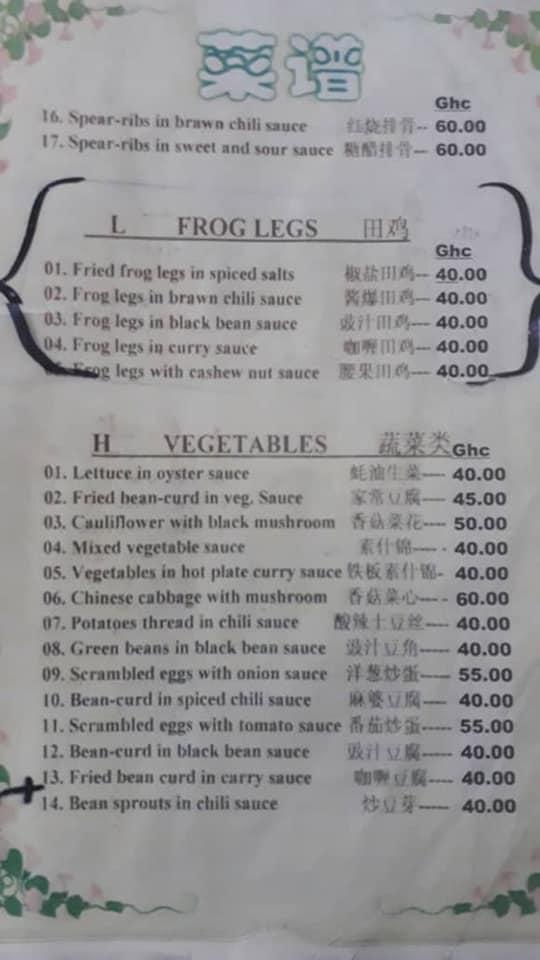 菜谱
Ghc
16. Spear-ribs in brawn chili sauce 红烧排骨-- 60.00
17. Spear-ribs in sweet and sour sauce 糖醋排骨--- 60.00
L FROG LEGS 田鸡
Ghc
01. Fried frog legs in spiced salts 椒盐田鸡-- 40.00
02. Frog legs in brawn chili sauce 酱爆田鸡--- 40.00
03. Frog legs in black bean sauce 豉汁田鸡--- 40.00
04. Frog legs in curry sauce 咖喱田鸡--- 40.00
Frog legs with cashew nut sauce 腰果田鸡--- 40.00
H VEGETABLES 蔬菜类 Ghc
01. Lettuce in oyster sauce 蚝油生菜---- 40.00
02. Fried bean-curd in veg. Sauce 家常豆腐---- 45.00
03. Cauliflower with black mushroom 香菇菜花---- 50.00
04. Mixed vegetable sauce 素什锦---- - 40.00
05. Vegetables in hot plate curry sauce 铁板素什锦- 40.00
06. Chinese cabbage with mushroom 香菇菜心---- - 60.00
07. Potatoes thread in chili sauce 酸辣土豆丝---- 40.00
08. Green beans in black bean sauce 豉汁豆角---- 40.00
09. Scrambled eggs with onion sauce 洋葱炒蛋---- 55.00
10. Bean-curd in spiced chili sauce 麻婆豆腐---- 40.00
11. Scrambled eggs with tomato sauce 番茄炒蛋----- 55.00
12. Bean-curd in black bean sauce 豉汁豆腐----- 40.00
13. Fried bean curd in carry sauce 咖喱豆腐---- 40.00
14. Bean sprouts in chili sauce 炒豆芽----- 40.00